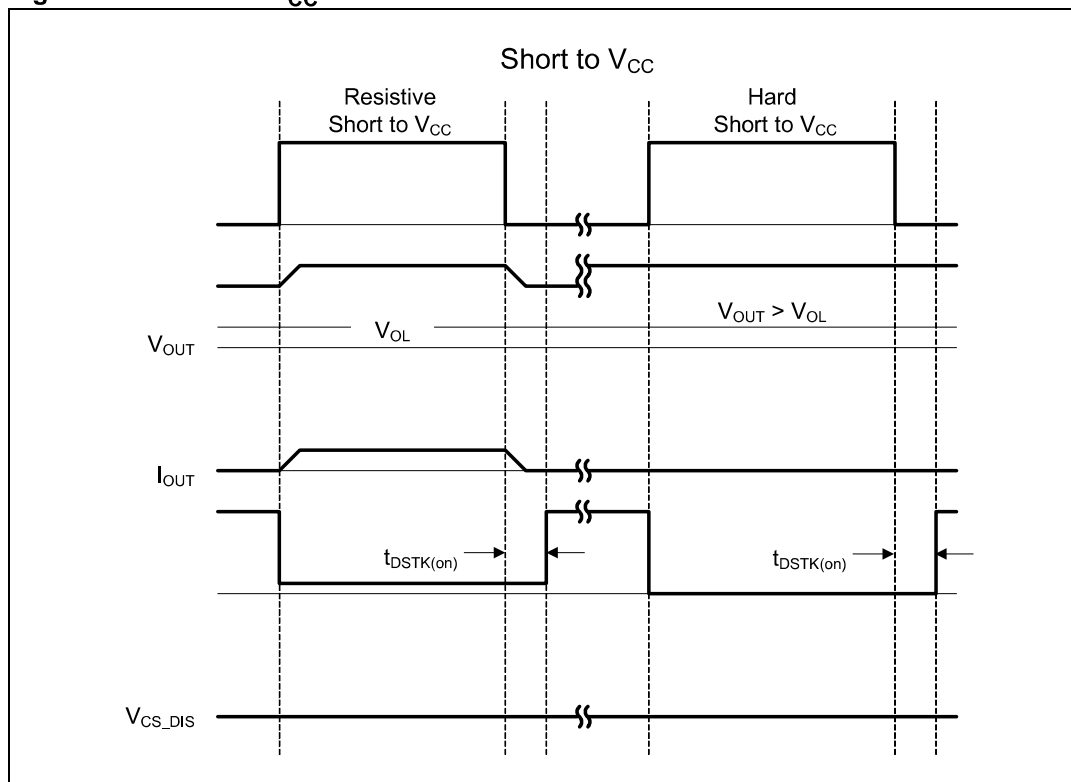 Short to VCC
Resistive
Short to VCC
Hard
Short to VCC
VOUT > VOL
VOL
VOUT
IOUT
tDSTK(on)
tDSTK(on)
VCS_DIS